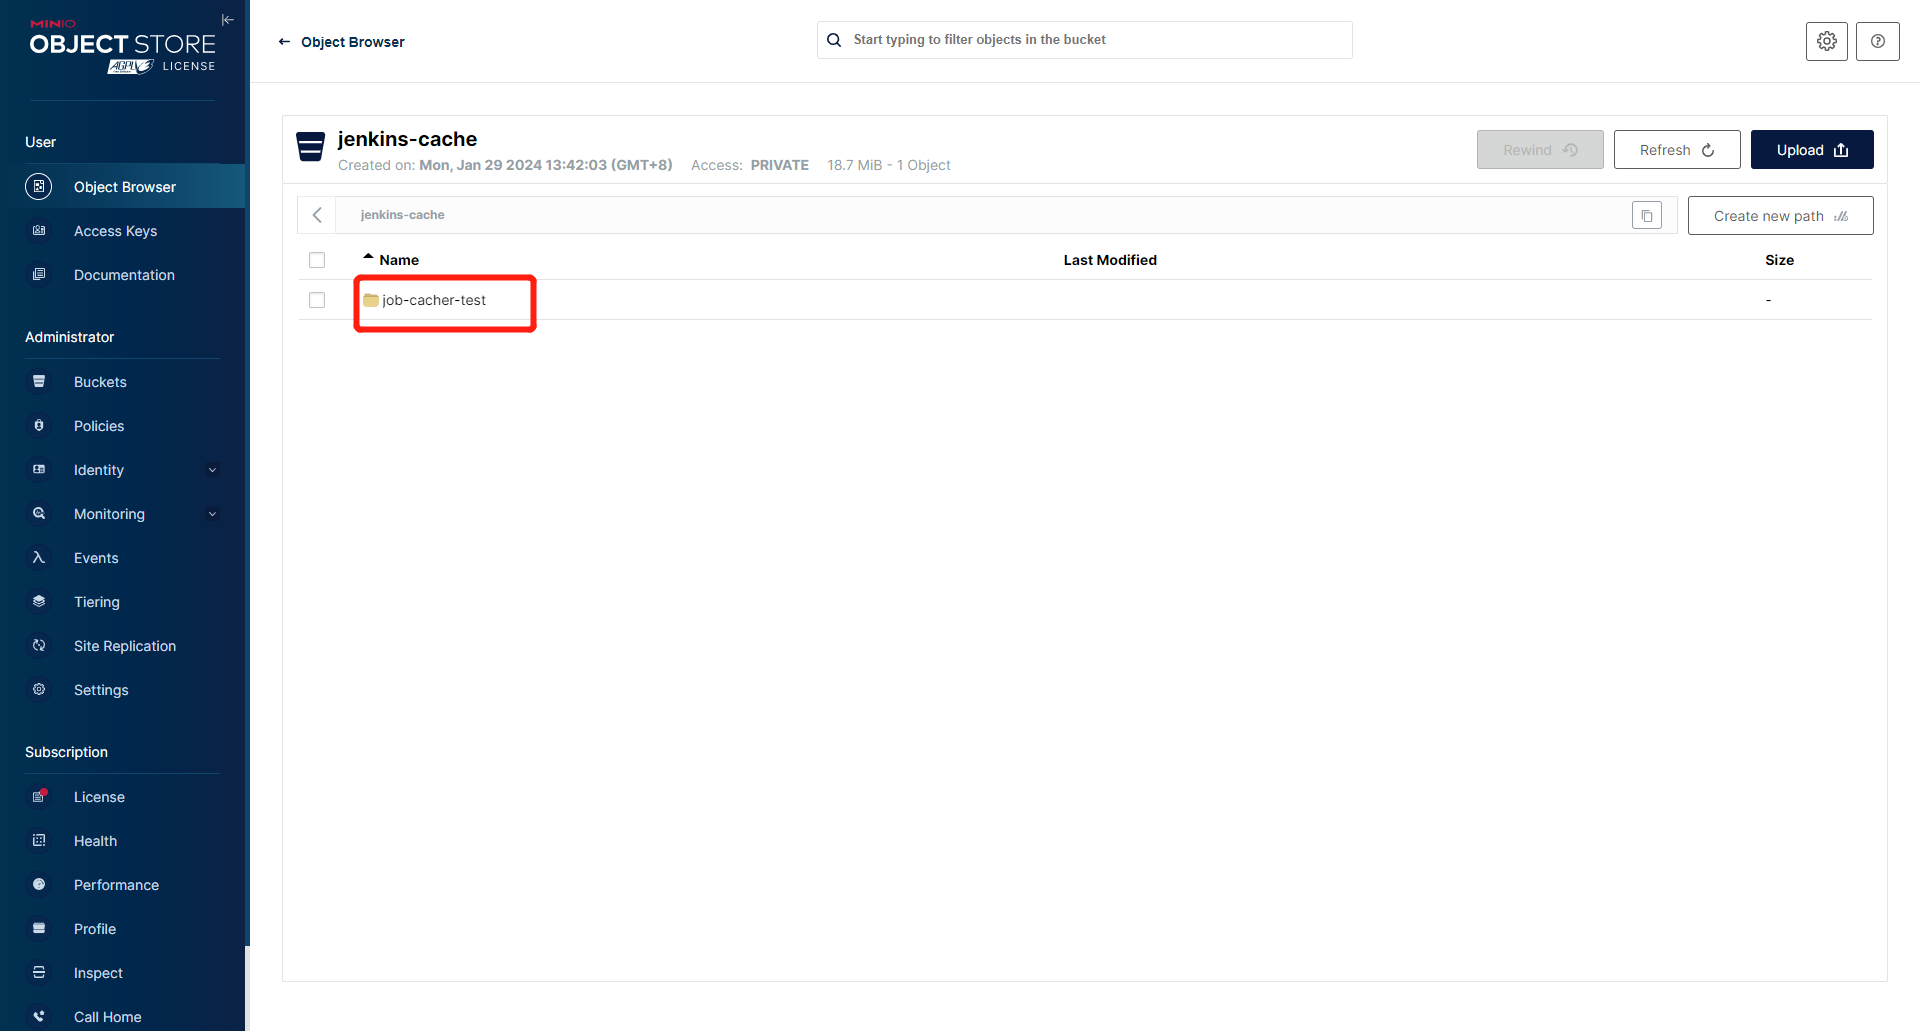 MINIO
OBJECT STORE
AGPLV3 LICENSE
User
Object Browser
Access Keys
Documentation
Administrator
Buckets
Policies
Identity
Monitoring
Events
Tiering
Site Replication
Settings
Subscription
License
Health
Performance
Profile
Inspect
Call Home
Object Browser
Start typing to filter objects in the bucket
jenkins-cache
Created on: Mon, Jan 29 2024 13:42:03 (GMT+8) Access: PRIVATE 18.7 MiB - 1 Object
Rewind
Refresh
Upload
jenkins-cache
Create new path
Name Last Modified Size
job-cacher-test -